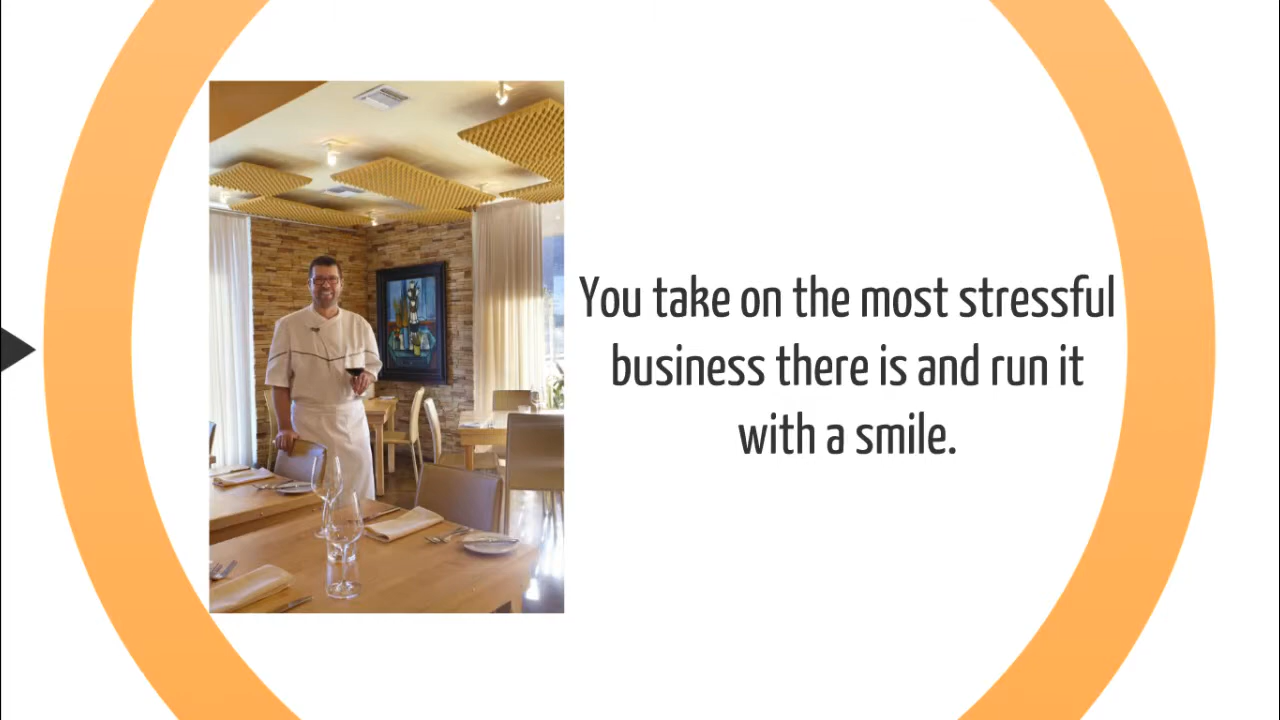 You take on the most stressful
business there is and run it
with a smile.